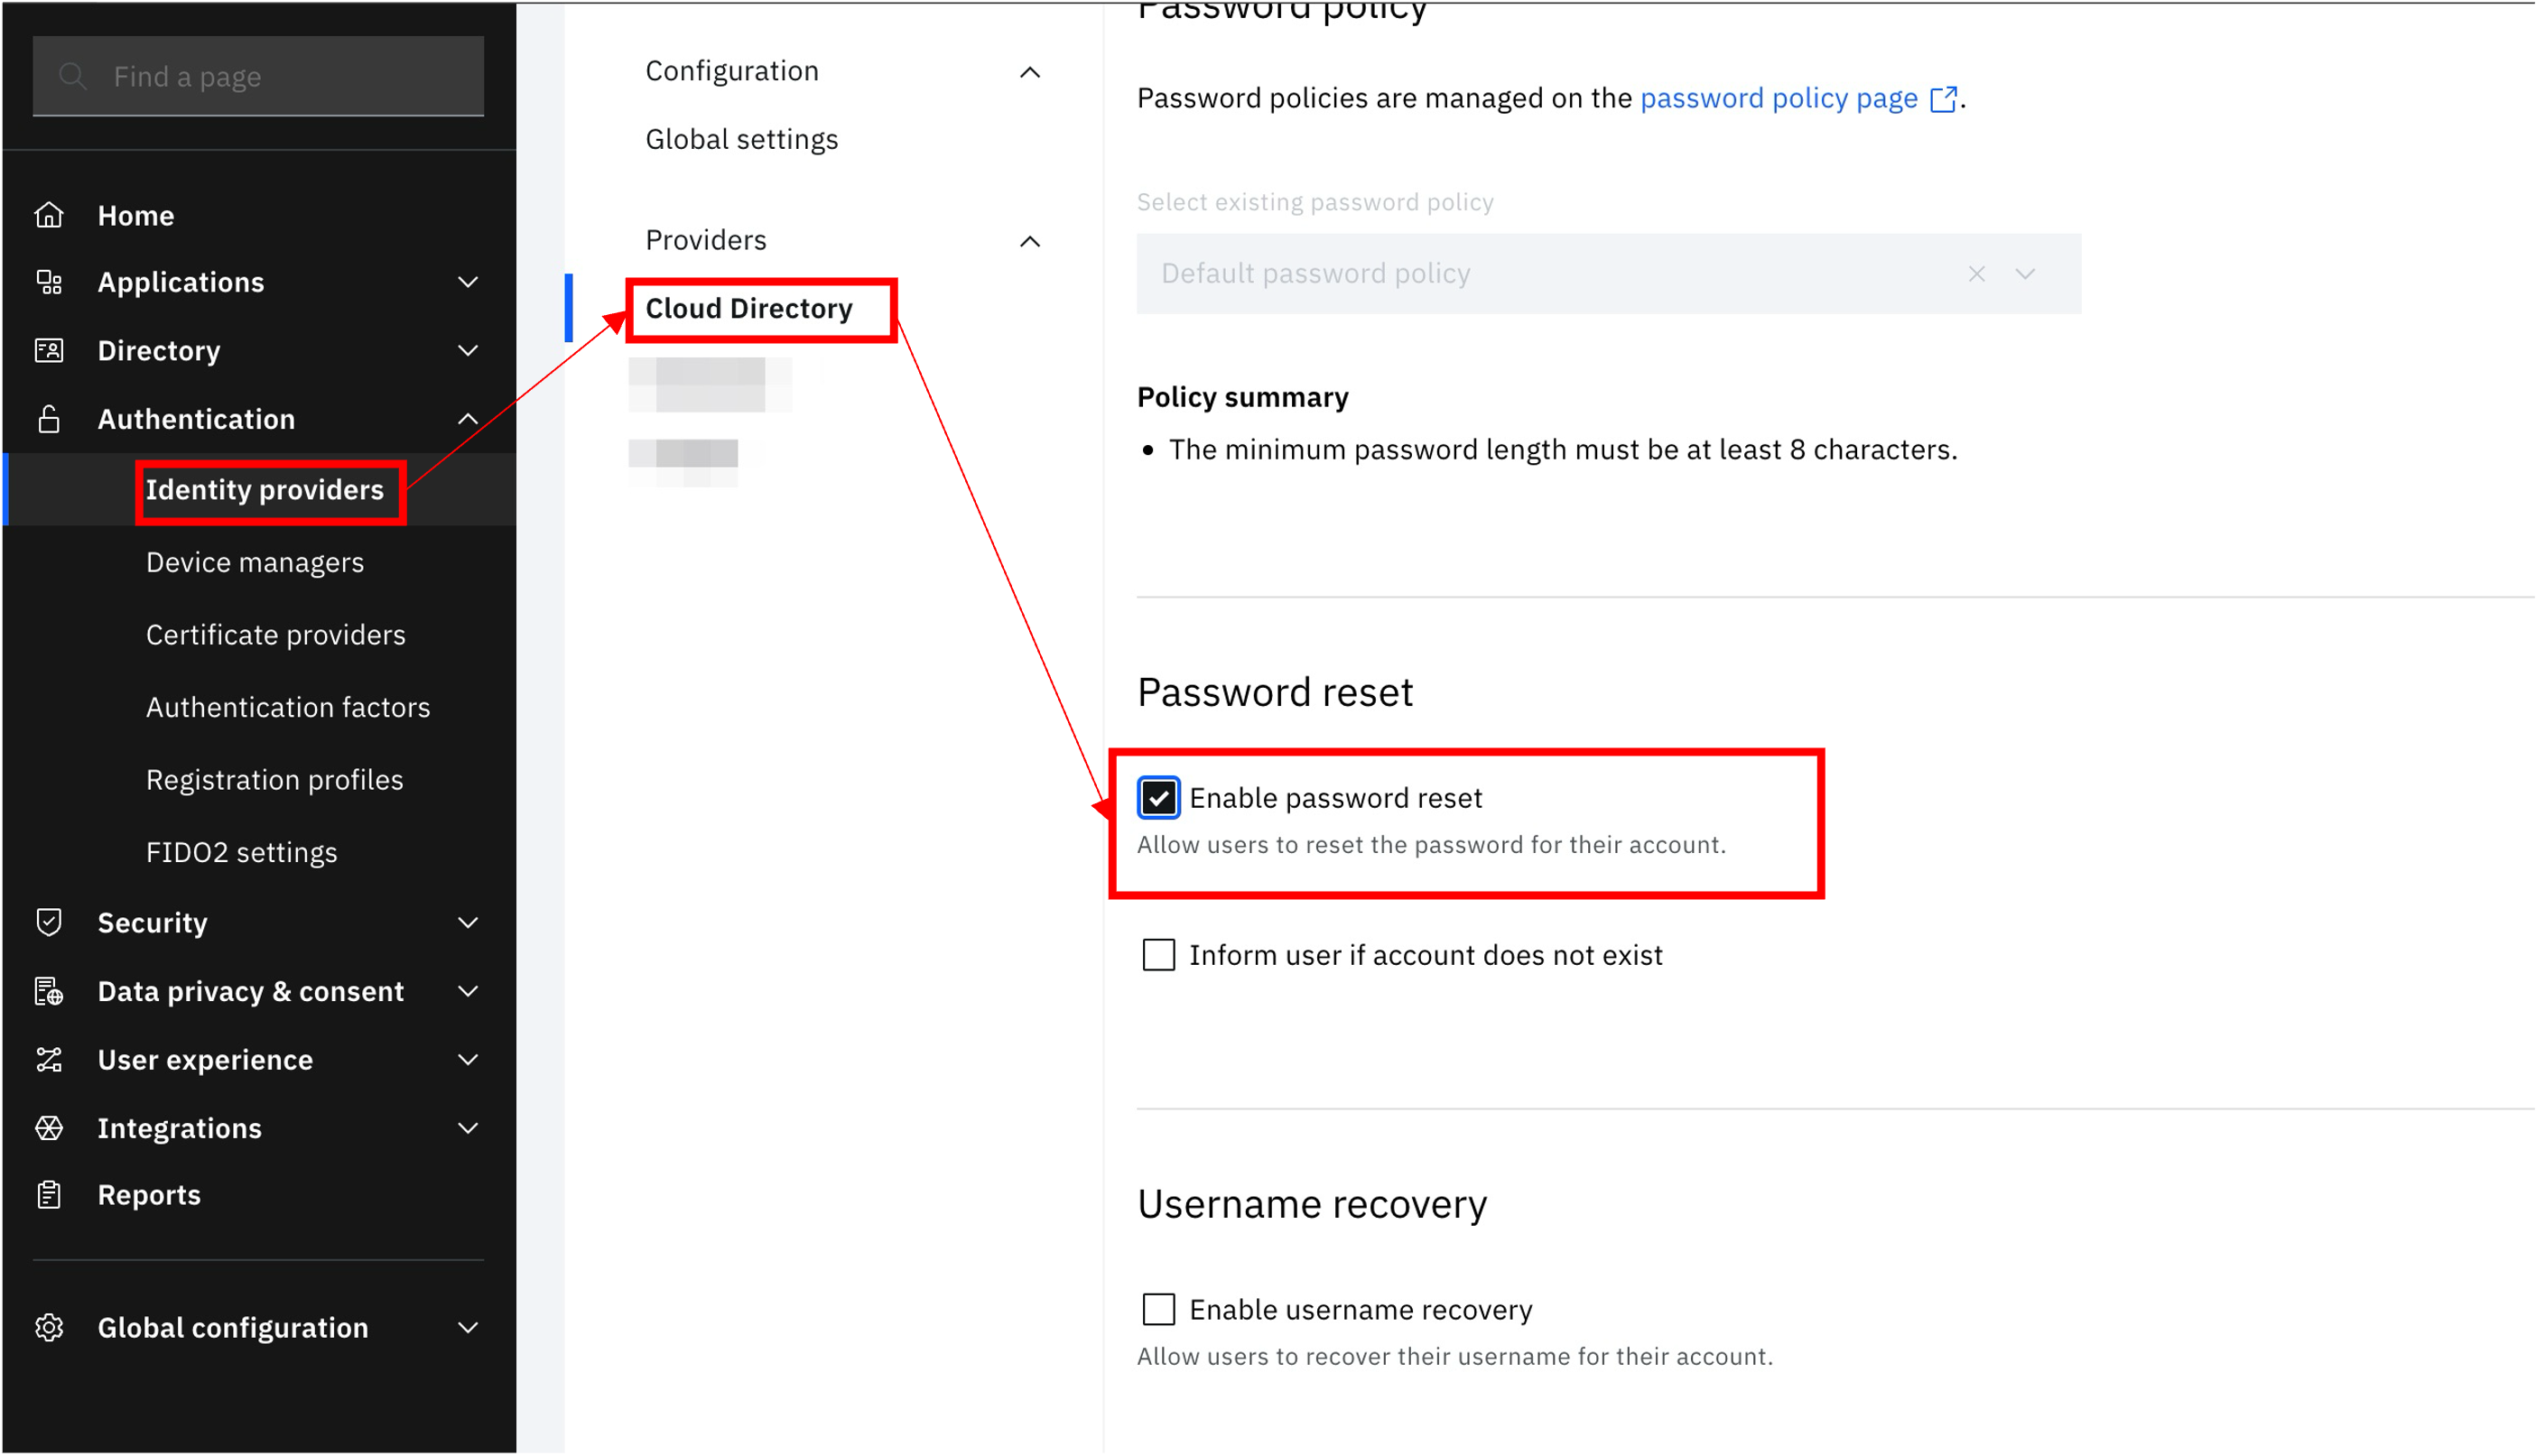 Find a page
Home
Applications
Directory
Authentication
Identity providers
Device managers
Certificate providers
Authentication factors
Registration profiles
FIDO2 settings
Security
Data privacy & consent
User experience
Integrations
Reports
Global configuration
Configuration
Global settings
Providers
Cloud Directory
Password policy
Password policies are managed on the password policy page.
Select existing password policy
Default password policy
Policy summary
• The minimum password length must be at least 8 characters.
Password reset
Enable password reset
Allow users to reset the password for their account.
Inform user if account does not exist
Username recovery
Enable username recovery
Allow users to recover their username for their account.